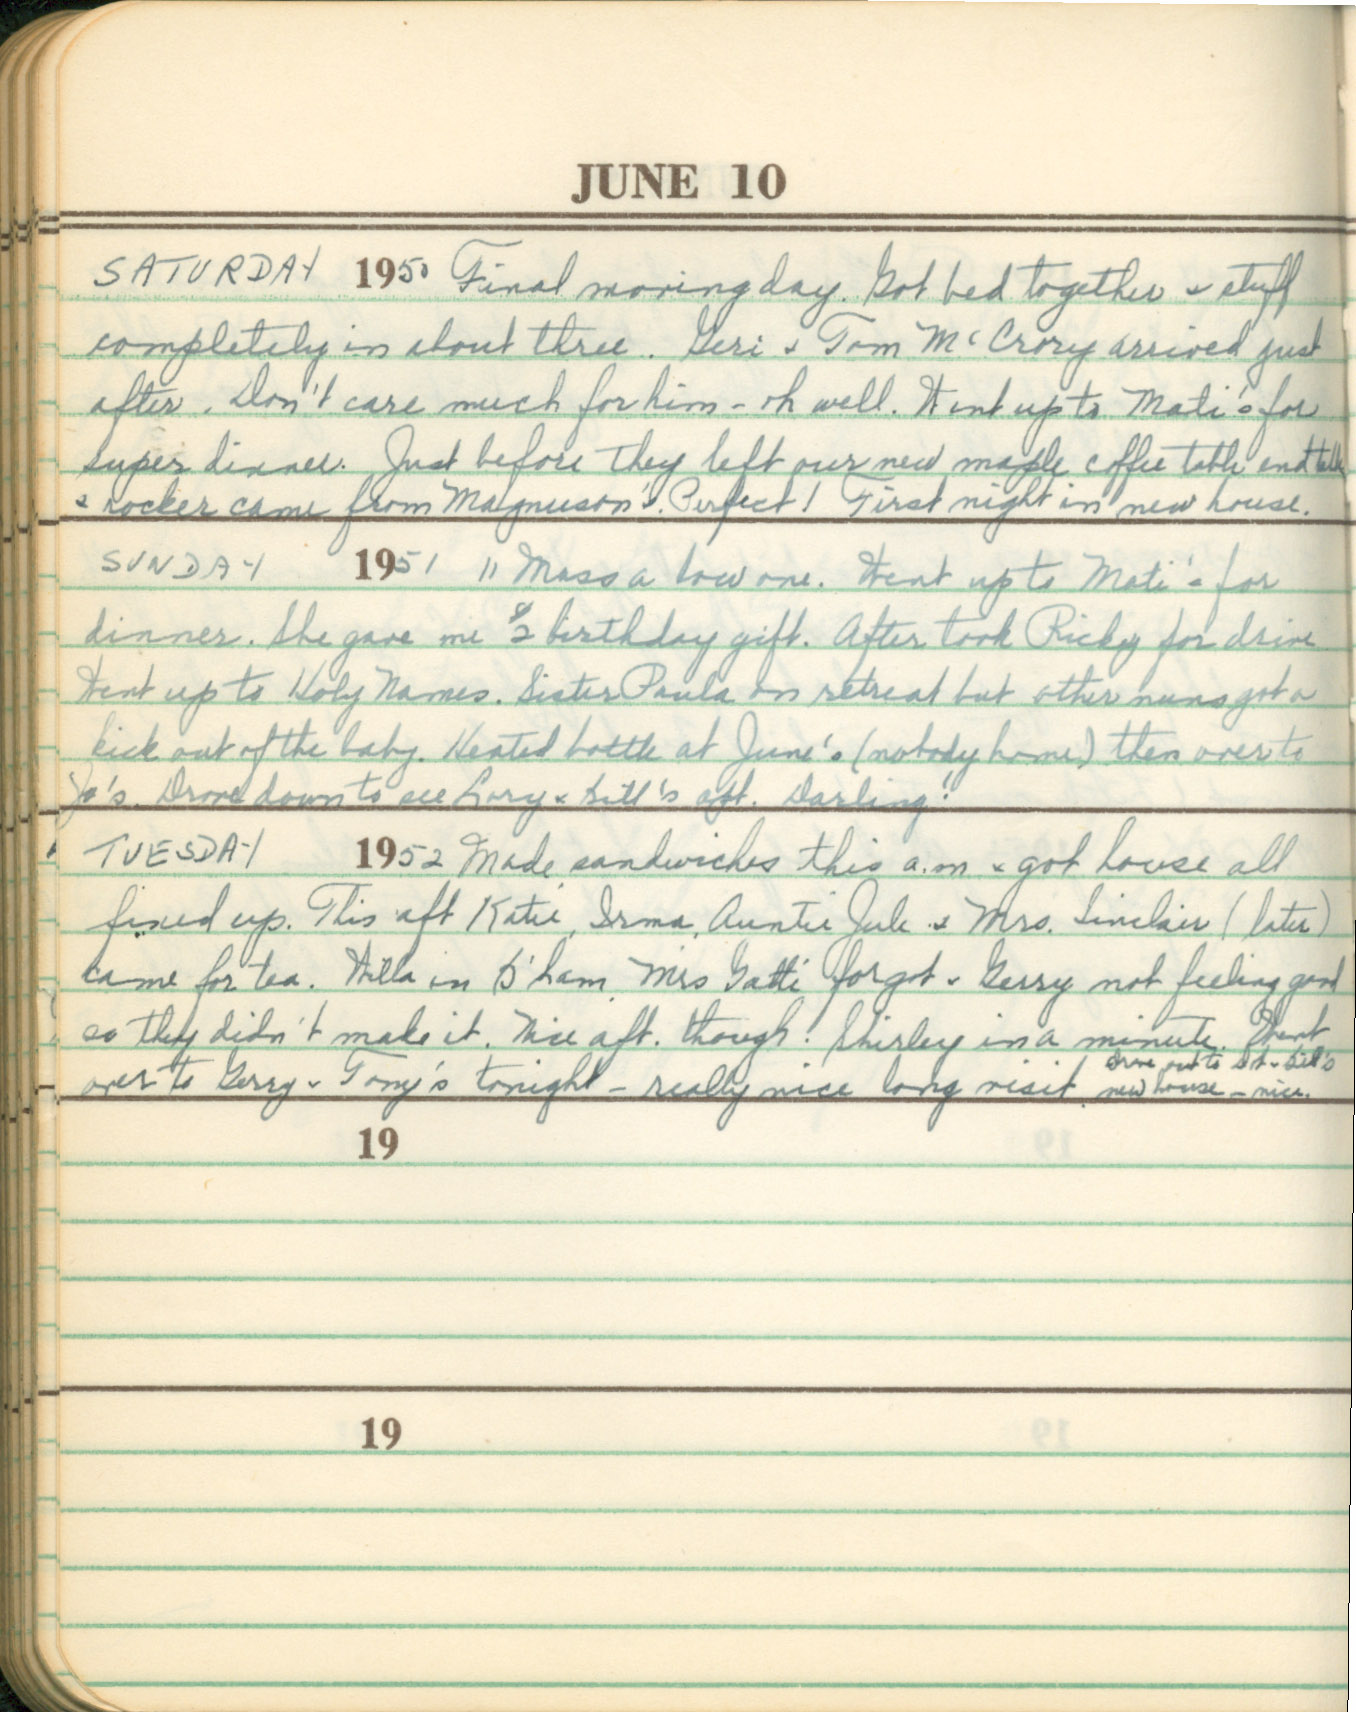 JUNE 10
SATURDAY 1950 Final moving day. Got bed together & stuff
completely in about three. Geri & Tom McCrory arrived just
after. Don't care much for him - oh well. Went up to Mati's for
super dinner. Just before they left our new maple coffee table end table
& rocker came from Magnuson's. Perfect! First night in new house.
SUNDAY 1951 11 Mass a low one. Went up to Mati's for
dinner. She gave me $2 birthday gift. After took Ricky for drive
Went up to Holy Names. Sister Paula on retreat but other nuns got a
kick out of the baby. Heated bottle at June's (nobody home) then over to
Jo's. Drove down to see Lory & Bill's apt. Darling!
TUESDAY 1952 Made sandwiches this a.m. & got house all
fixed up. This aft Katie, Irma, Auntie Jule & Mrs. Sinclair (later)
came for tea. Willa in B'ham, Mrs Gatti forgot & Gerry not feeling good
so they didn't make it. Nice aft. though. Shirley in a minute. Went
over to Gerry & Tony's tonight - really nice long visit. Drove out to & Bill's
new house - nice.
19
19